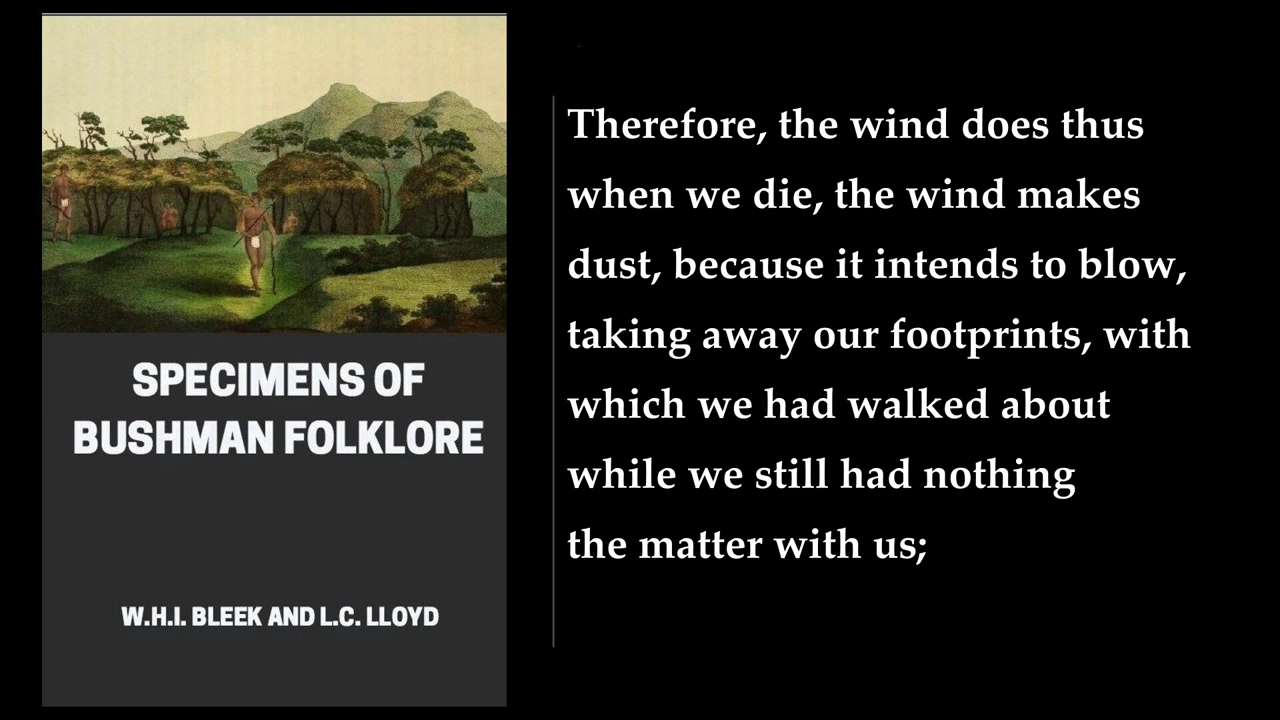 SPECIMENS OF
BUSHMAN FOLKLORE
W.H.I. BLEEK AND L.C. LLOYD
Therefore, the wind does thus
when we die, the wind makes
dust, because it intends to blow,
taking away our footprints, with
which we had walked about
while we still had nothing
the matter with us;